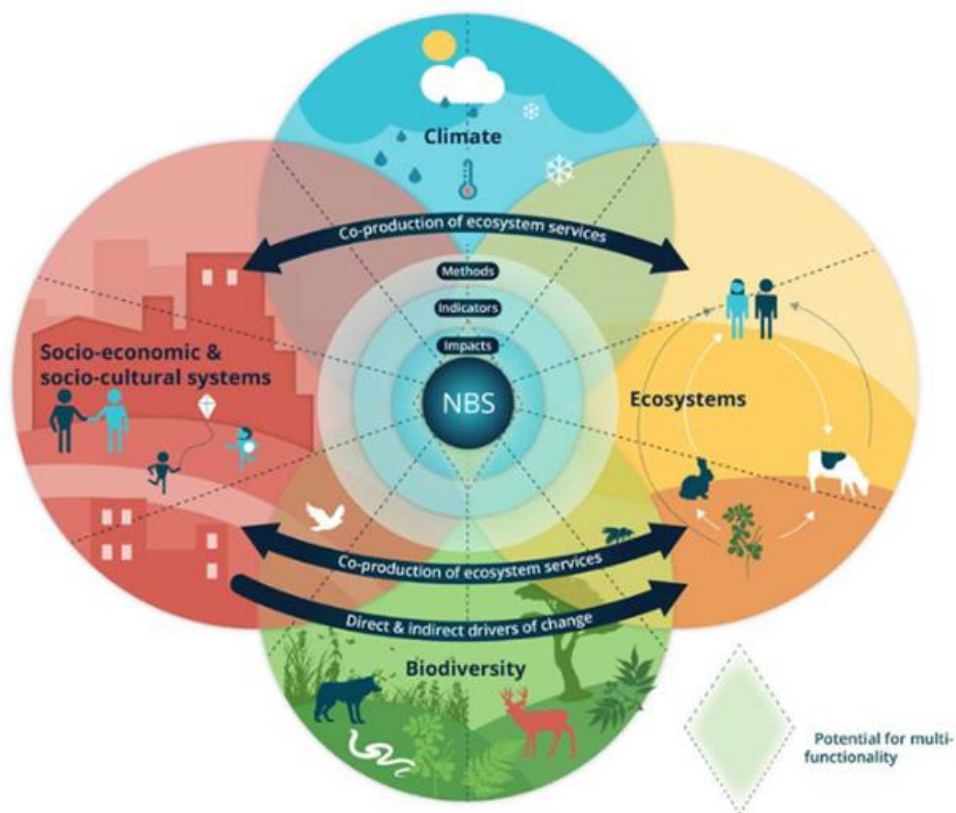 Climate
Co-production of ecosystem services
Methods
Indicators
Impacts
NBS
Socio-economic &
socio-cultural systems
Ecosystems
Co-production of ecosystem services
Direct & indirect drivers of change
Biodiversity
Potential for multi-
functionality